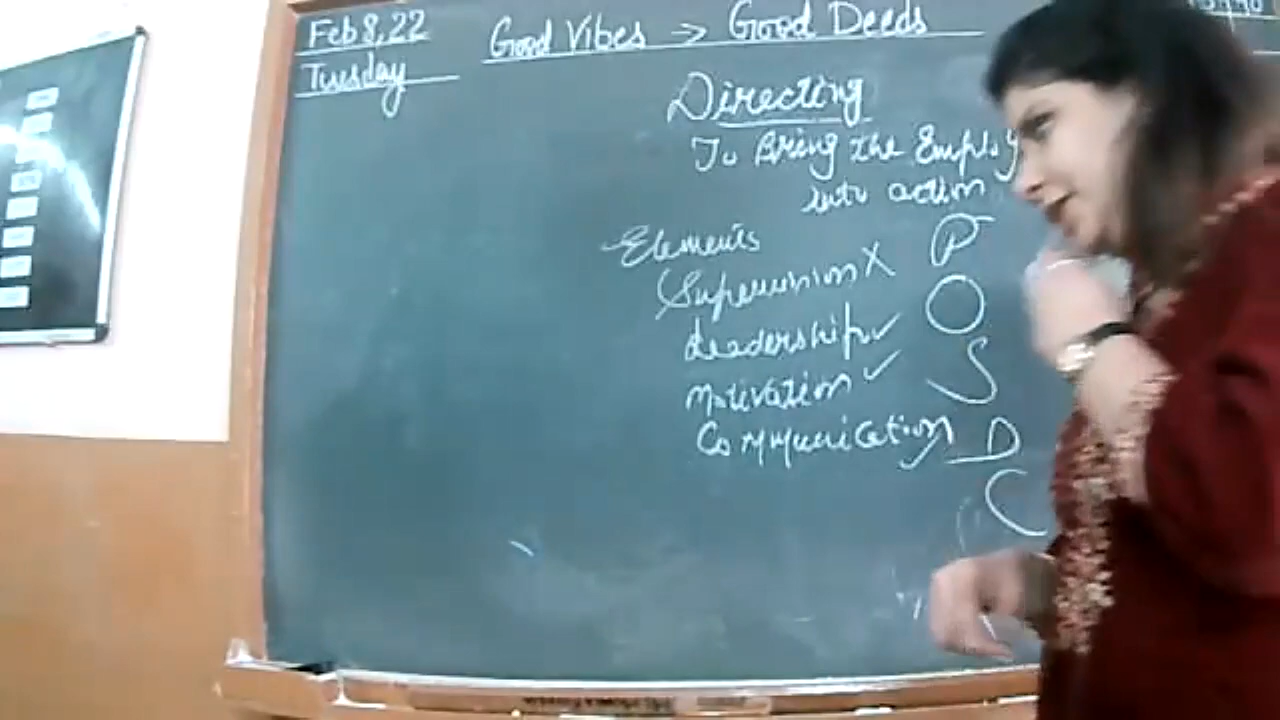 Feb 8, 22
Tuesday
Good Vibes → Good Deeds
Directing
To Bring the Employ
into action
Elements
Supervision X
Leadership ✓
Motivation ✓
Communication
P
O
S
D
C